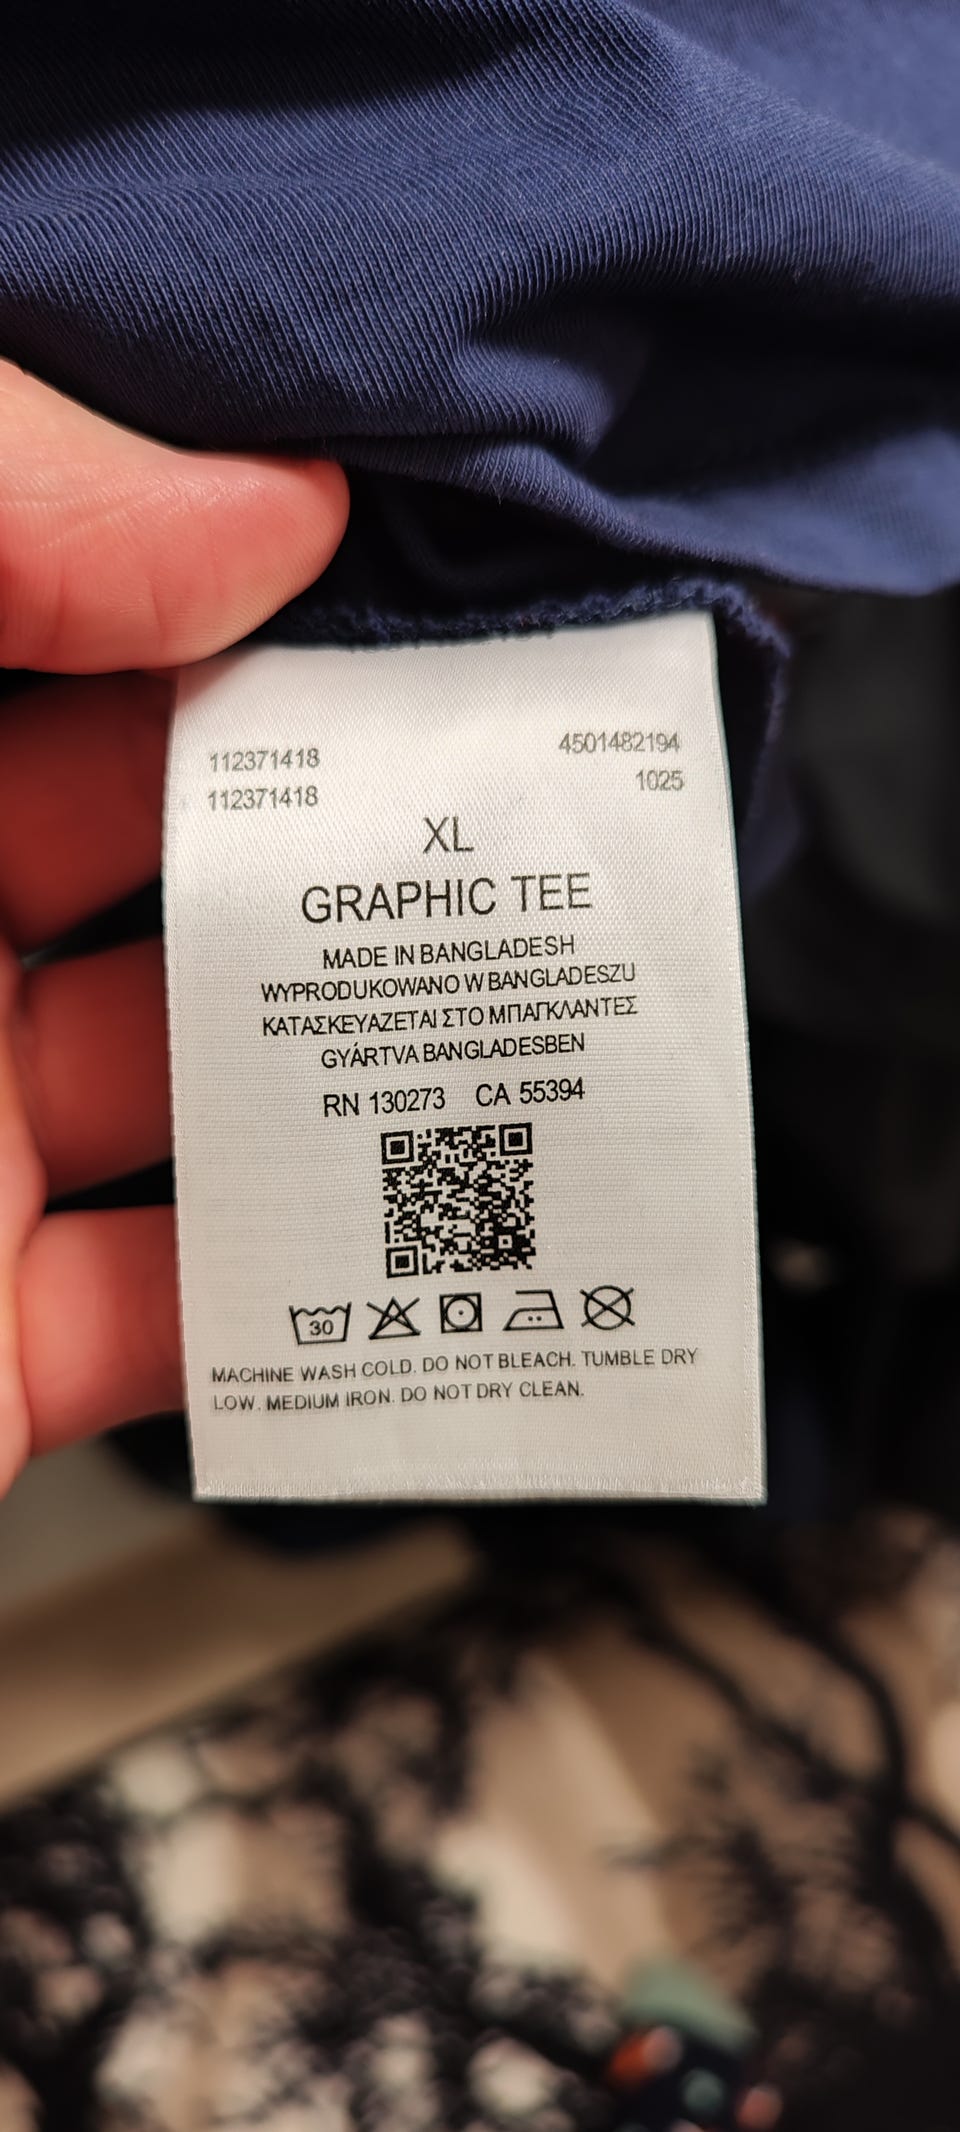 112371418 4501482194
112371418 1025
XL
GRAPHIC TEE
MADE IN BANGLADESH
WYPRODUKOWANO W BANGLADESZU
ΚΑΤΑΣΚΕΥΑΖΕΤΑΙ ΣΤΟ ΜΠΑΓΚΛΑΝΤΕΣ
GYÁRTVA BANGLADESBEN
RN 130273 CA 55394
30
MACHINE WASH COLD. DO NOT BLEACH. TUMBLE DRY
LOW. MEDIUM IRON. DO NOT DRY CLEAN.